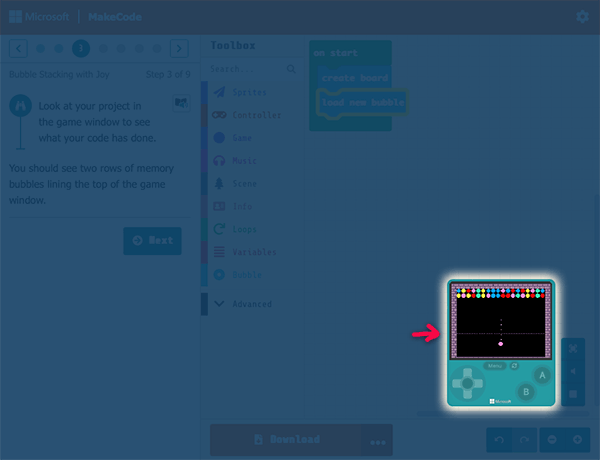 Microsoft | MakeCode
3
Bubble Stacking with Joy
Step 3 of 9
Look at your project in
the game window to see
what your code has done.
You should see two rows of memory
bubbles lining the top of the game
window.
Next
Toolbox
Search...
Sprites
Controller
Game
Music
Scene
Info
Loops
Variables
Bubble
Advanced
on start
create board
load one bubble
Menu
A
B
Microsoft
Download